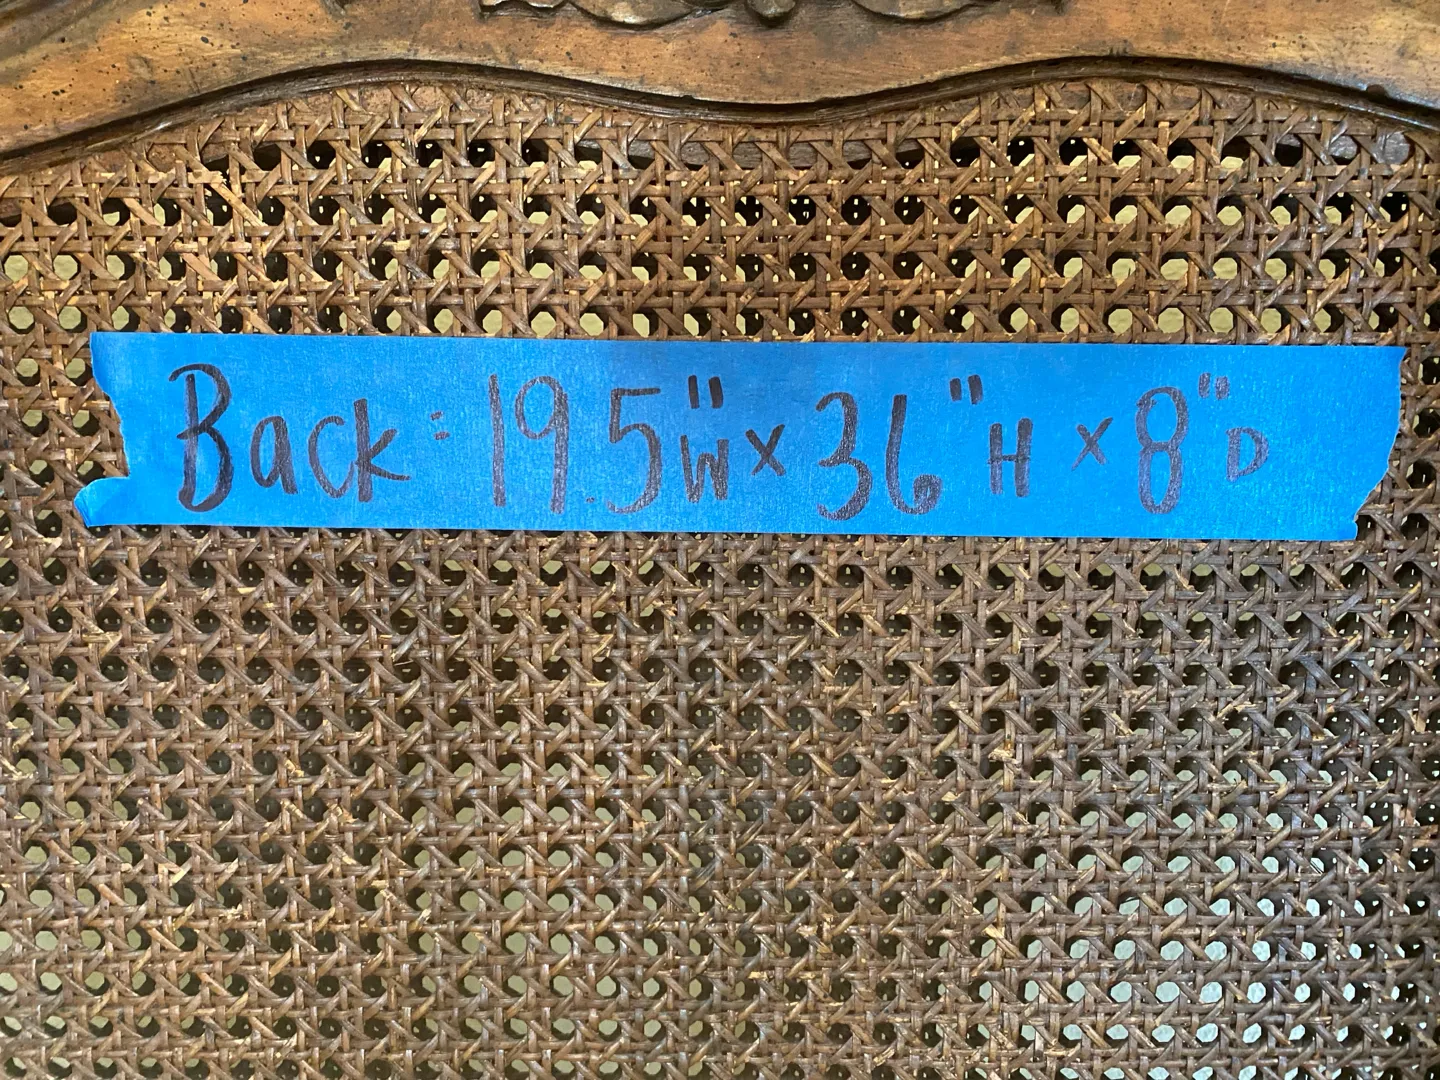 Back: 19.5" W x 36" H x 8" D